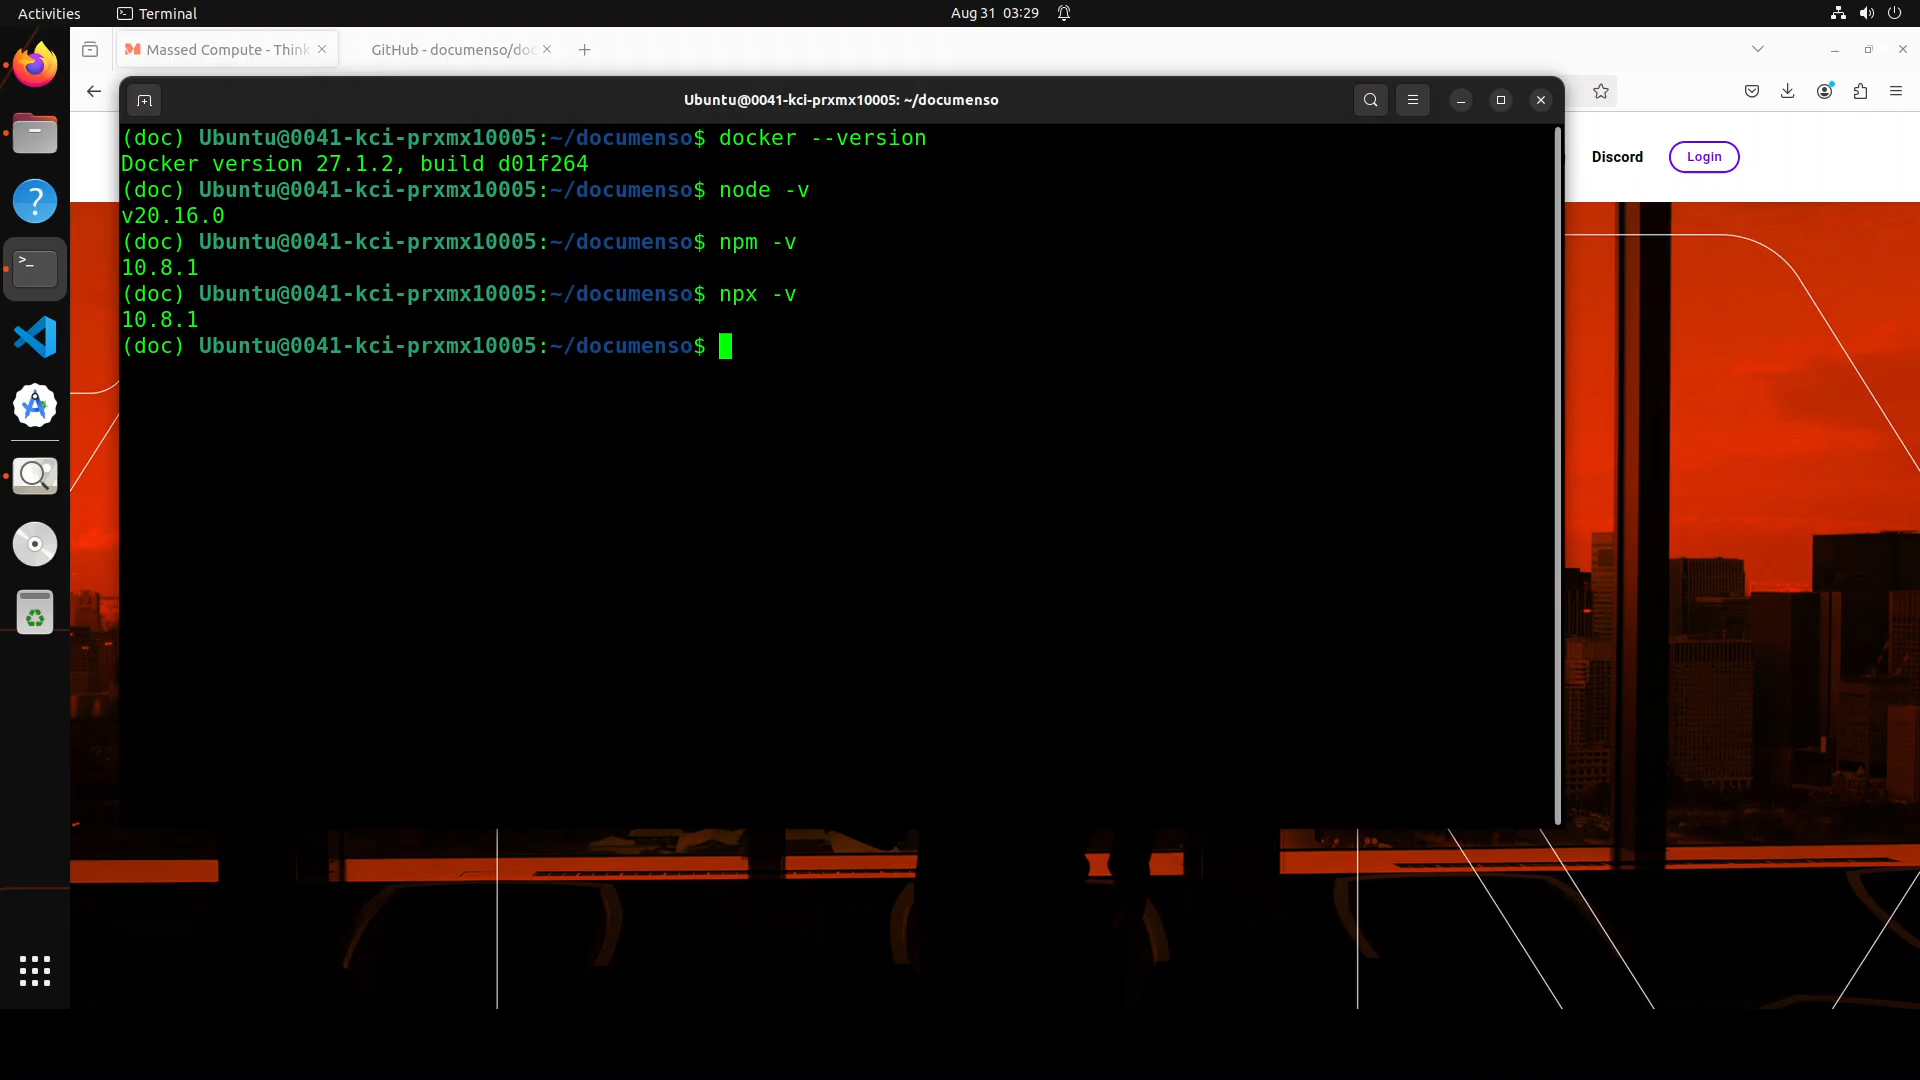 Activities
Terminal
Aug 31 03:29
Massed Compute - Think
GitHub - documenso/doc
Ubuntu@0041-kci-prxmx10005: ~/documenso
Discord
Login
(doc) Ubuntu@0041-kci-prxmx10005:~/documenso$ docker --version
Docker version 27.1.2, build d01f264
(doc) Ubuntu@0041-kci-prxmx10005:~/documenso$ node -v
v20.16.0
(doc) Ubuntu@0041-kci-prxmx10005:~/documenso$ npm -v
10.8.1
(doc) Ubuntu@0041-kci-prxmx10005:~/documenso$ npx -v
10.8.1
(doc) Ubuntu@0041-kci-prxmx10005:~/documenso$